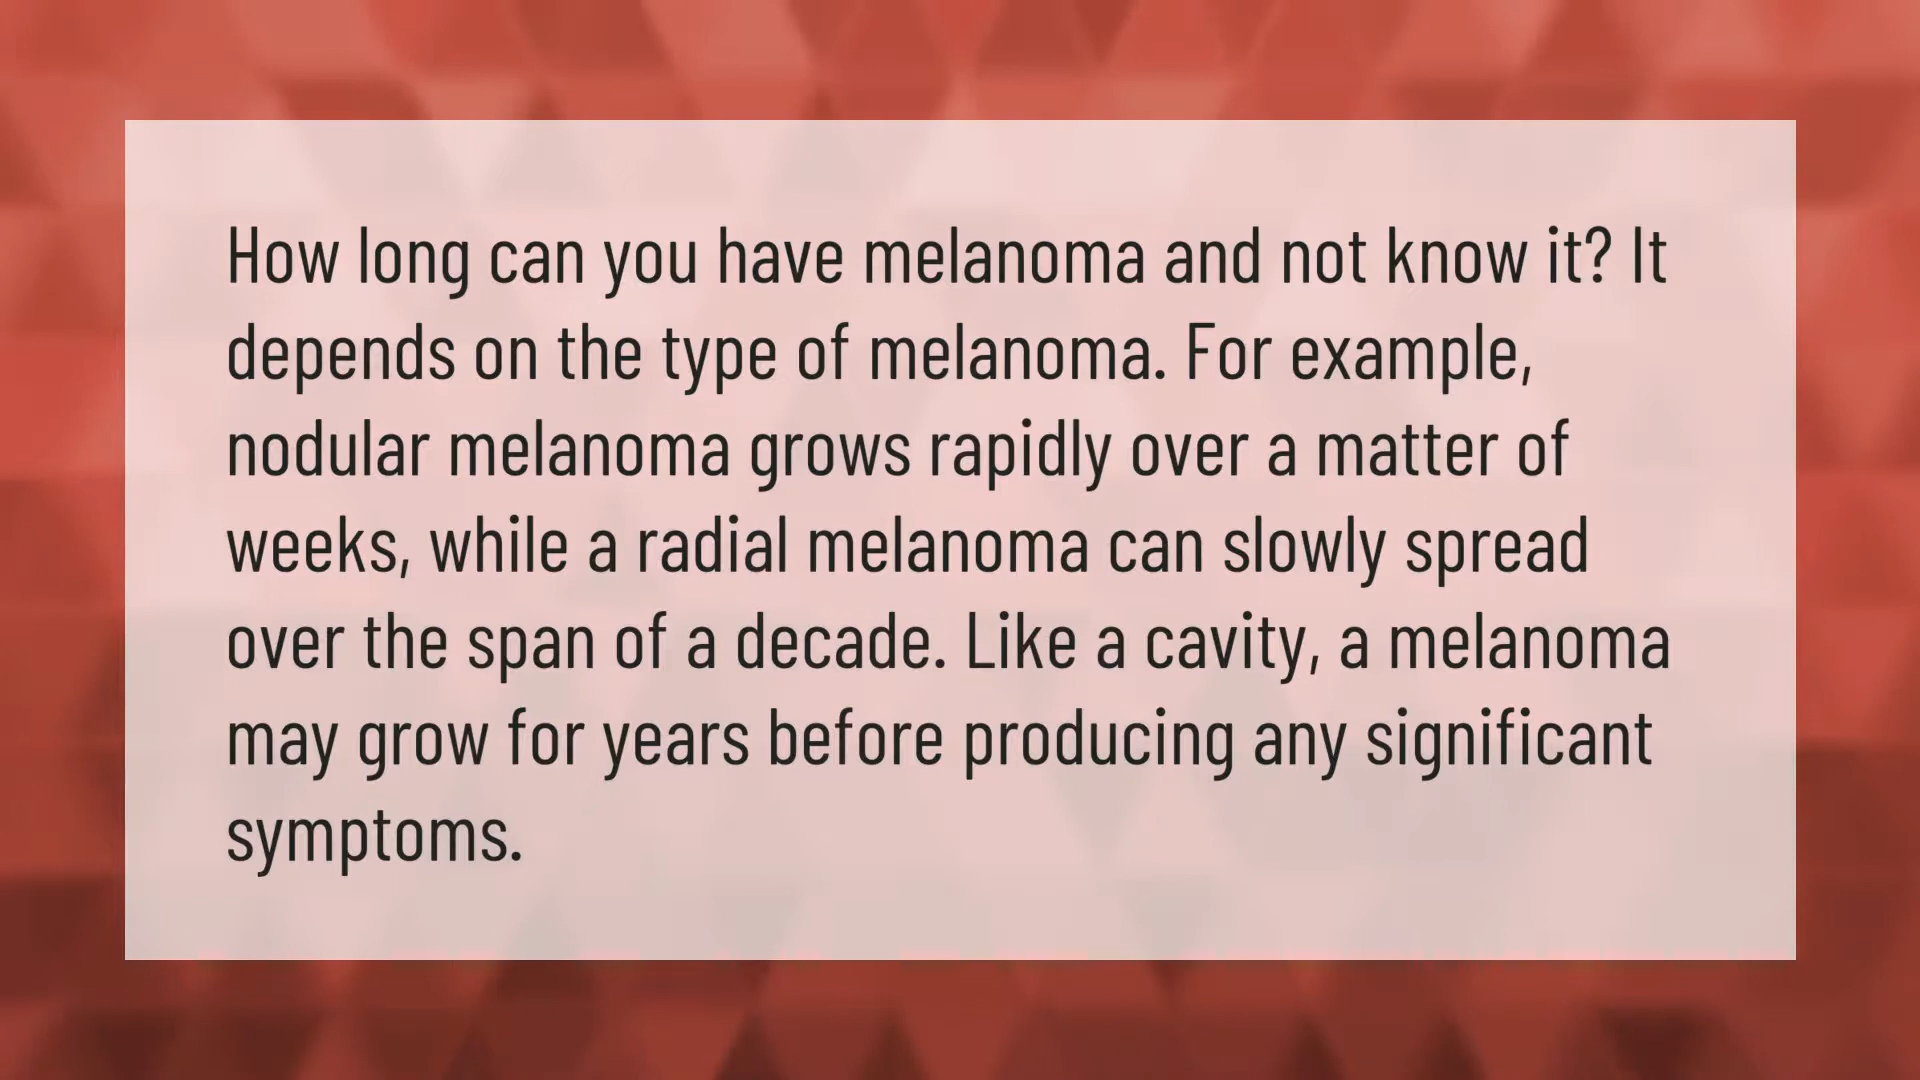 How long can you have melanoma and not know it? It
depends on the type of melanoma. For example,
nodular melanoma grows rapidly over a matter of
weeks, while a radial melanoma can slowly spread
over the span of a decade. Like a cavity, a melanoma
may grow for years before producing any significant
symptoms.